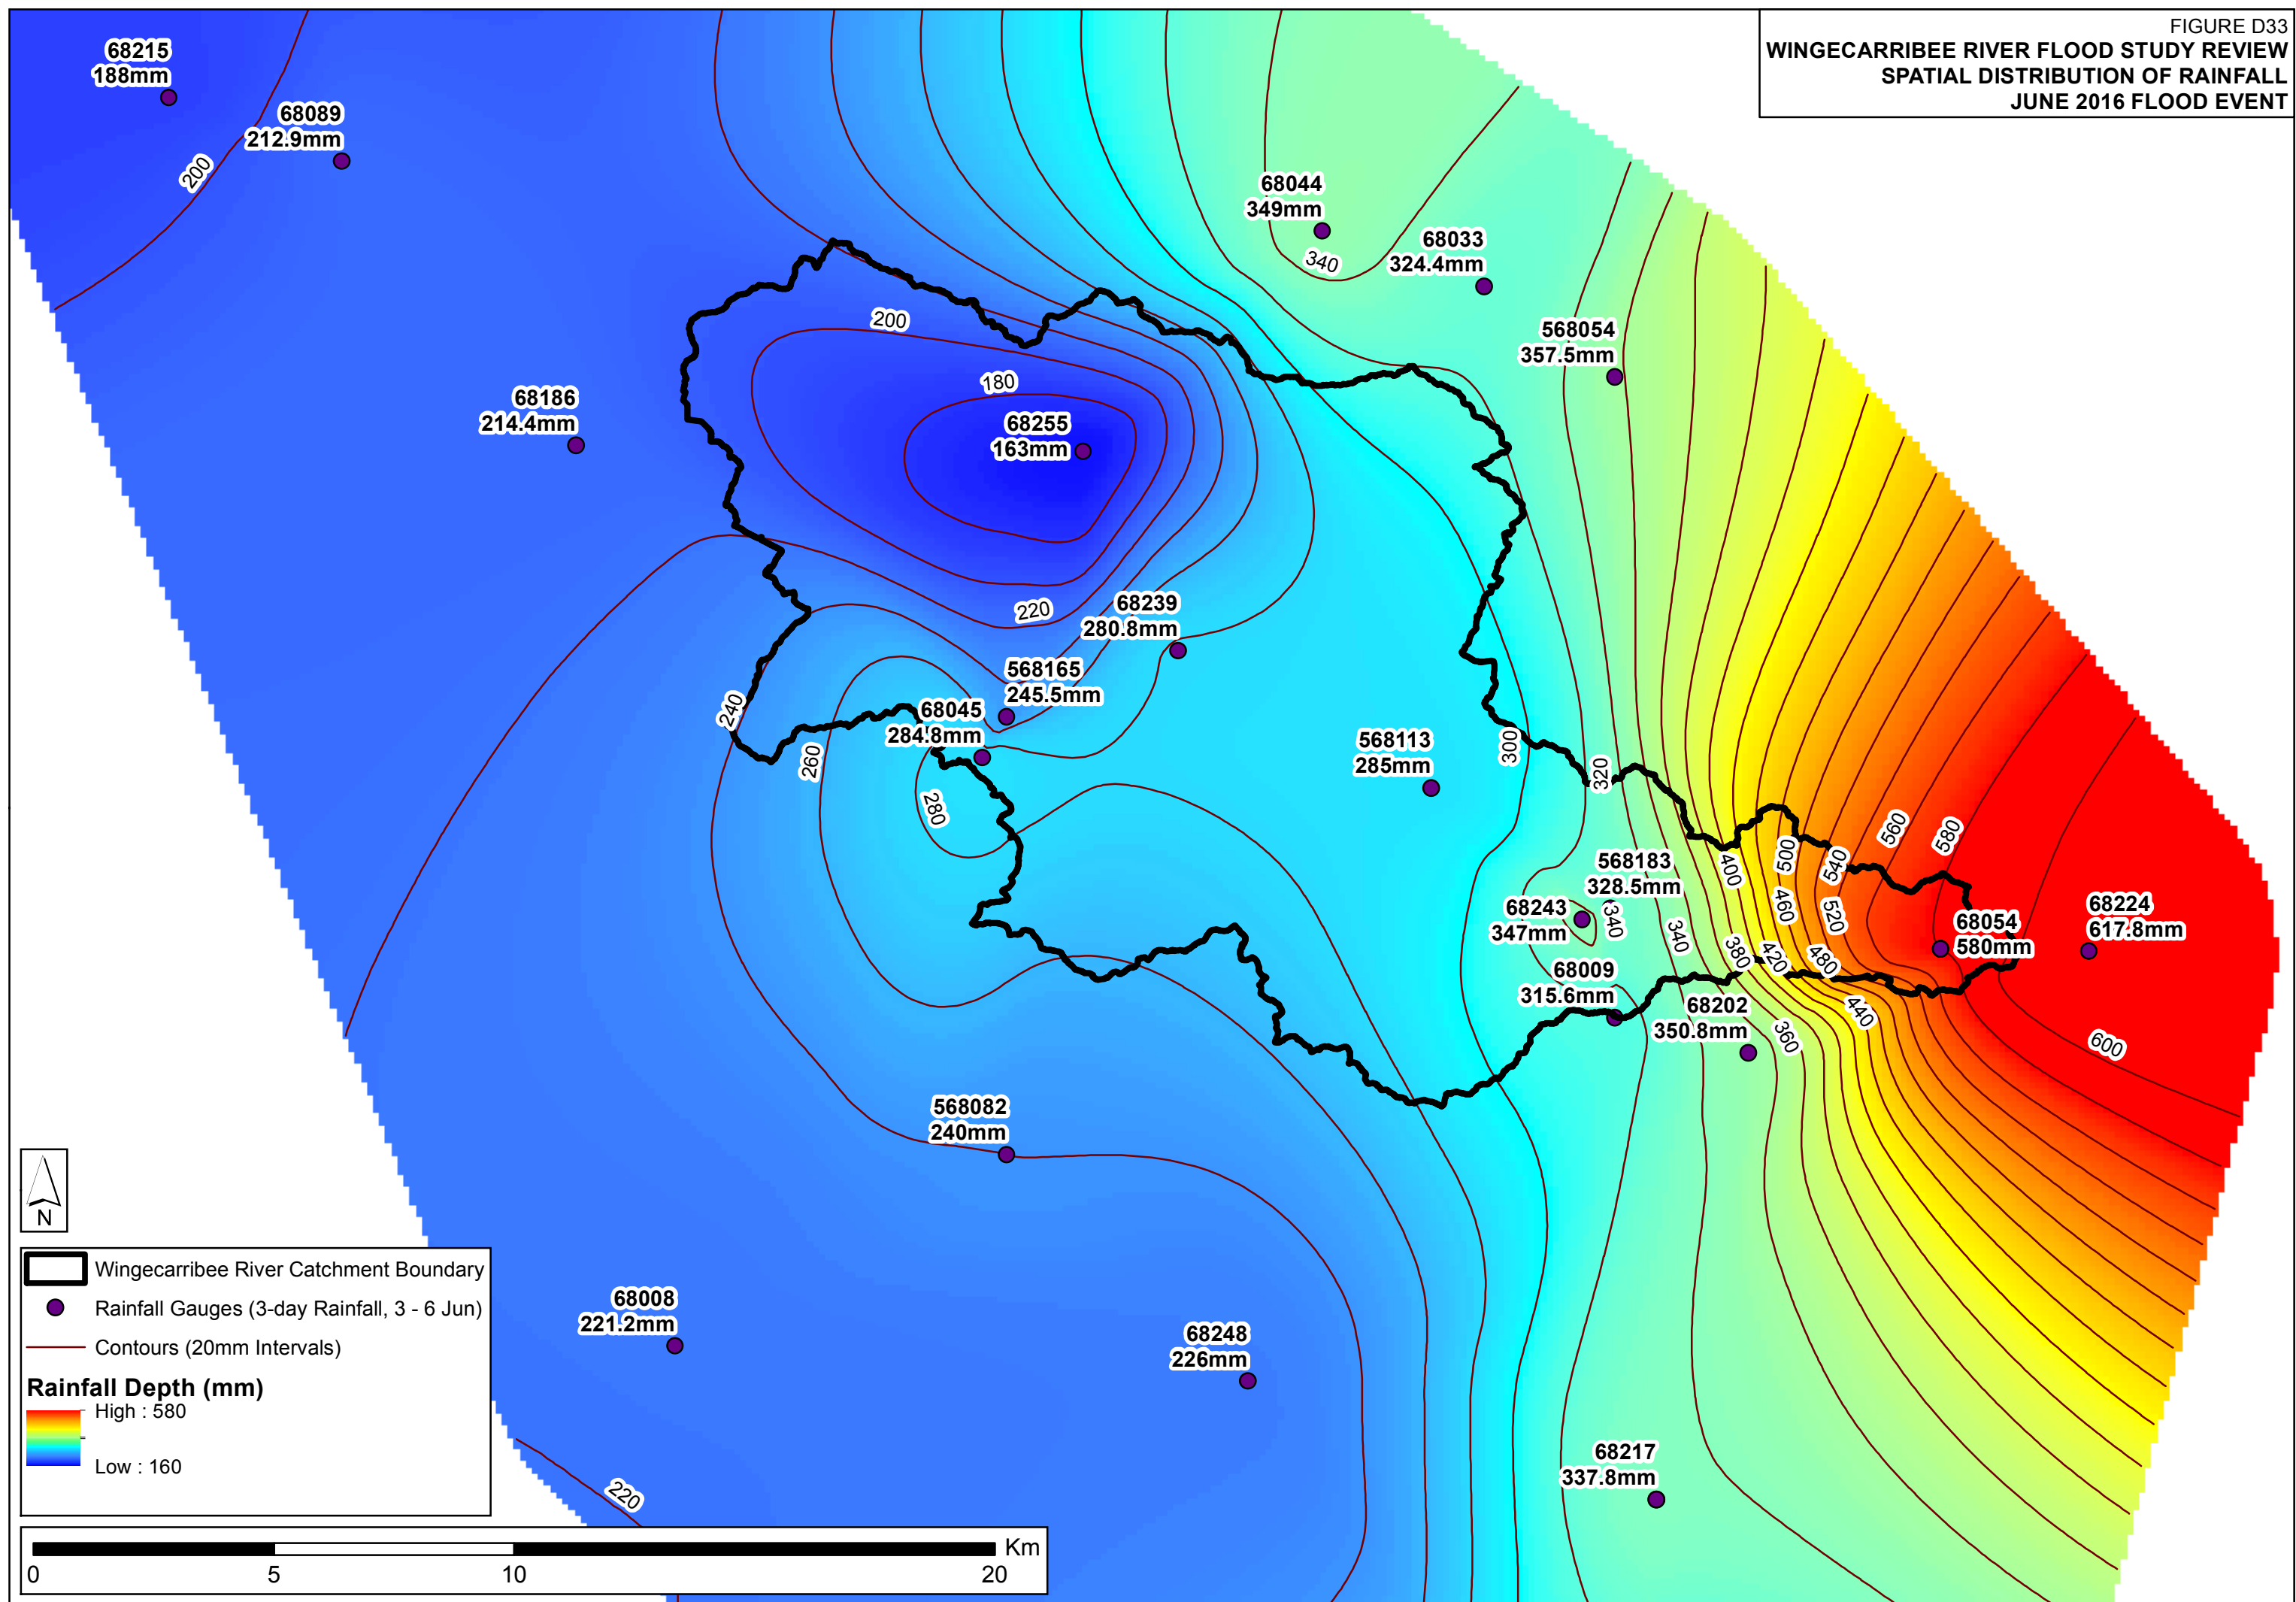 FIGURE D33
WINGECARRIBEE RIVER FLOOD STUDY REVIEW
SPATIAL DISTRIBUTION OF RAINFALL
JUNE 2016 FLOOD EVENT
68215
188mm
68089
212.9mm
200
68044
349mm
340
68033
324.4mm
568054
357.5mm
200
180
68186
214.4mm
68255
163mm
220
68239
280.8mm
568165
245.5mm
240
68045
284.8mm
260
280
568113
285mm
300
320
568183
328.5mm
68243
347mm
340
340
68009
315.6mm
68202
350.8mm
360
380
400
420
440
460
480
500
520
540
560
580
68054
580mm
68224
617.8mm
600
568082
240mm
68008
221.2mm
68248
226mm
68217
337.8mm
220
N
Wingecarribee River Catchment Boundary
Rainfall Gauges (3-day Rainfall, 3 - 6 Jun)
Contours (20mm Intervals)
Rainfall Depth (mm)
High : 580
Low : 160
Km
0 5 10 20